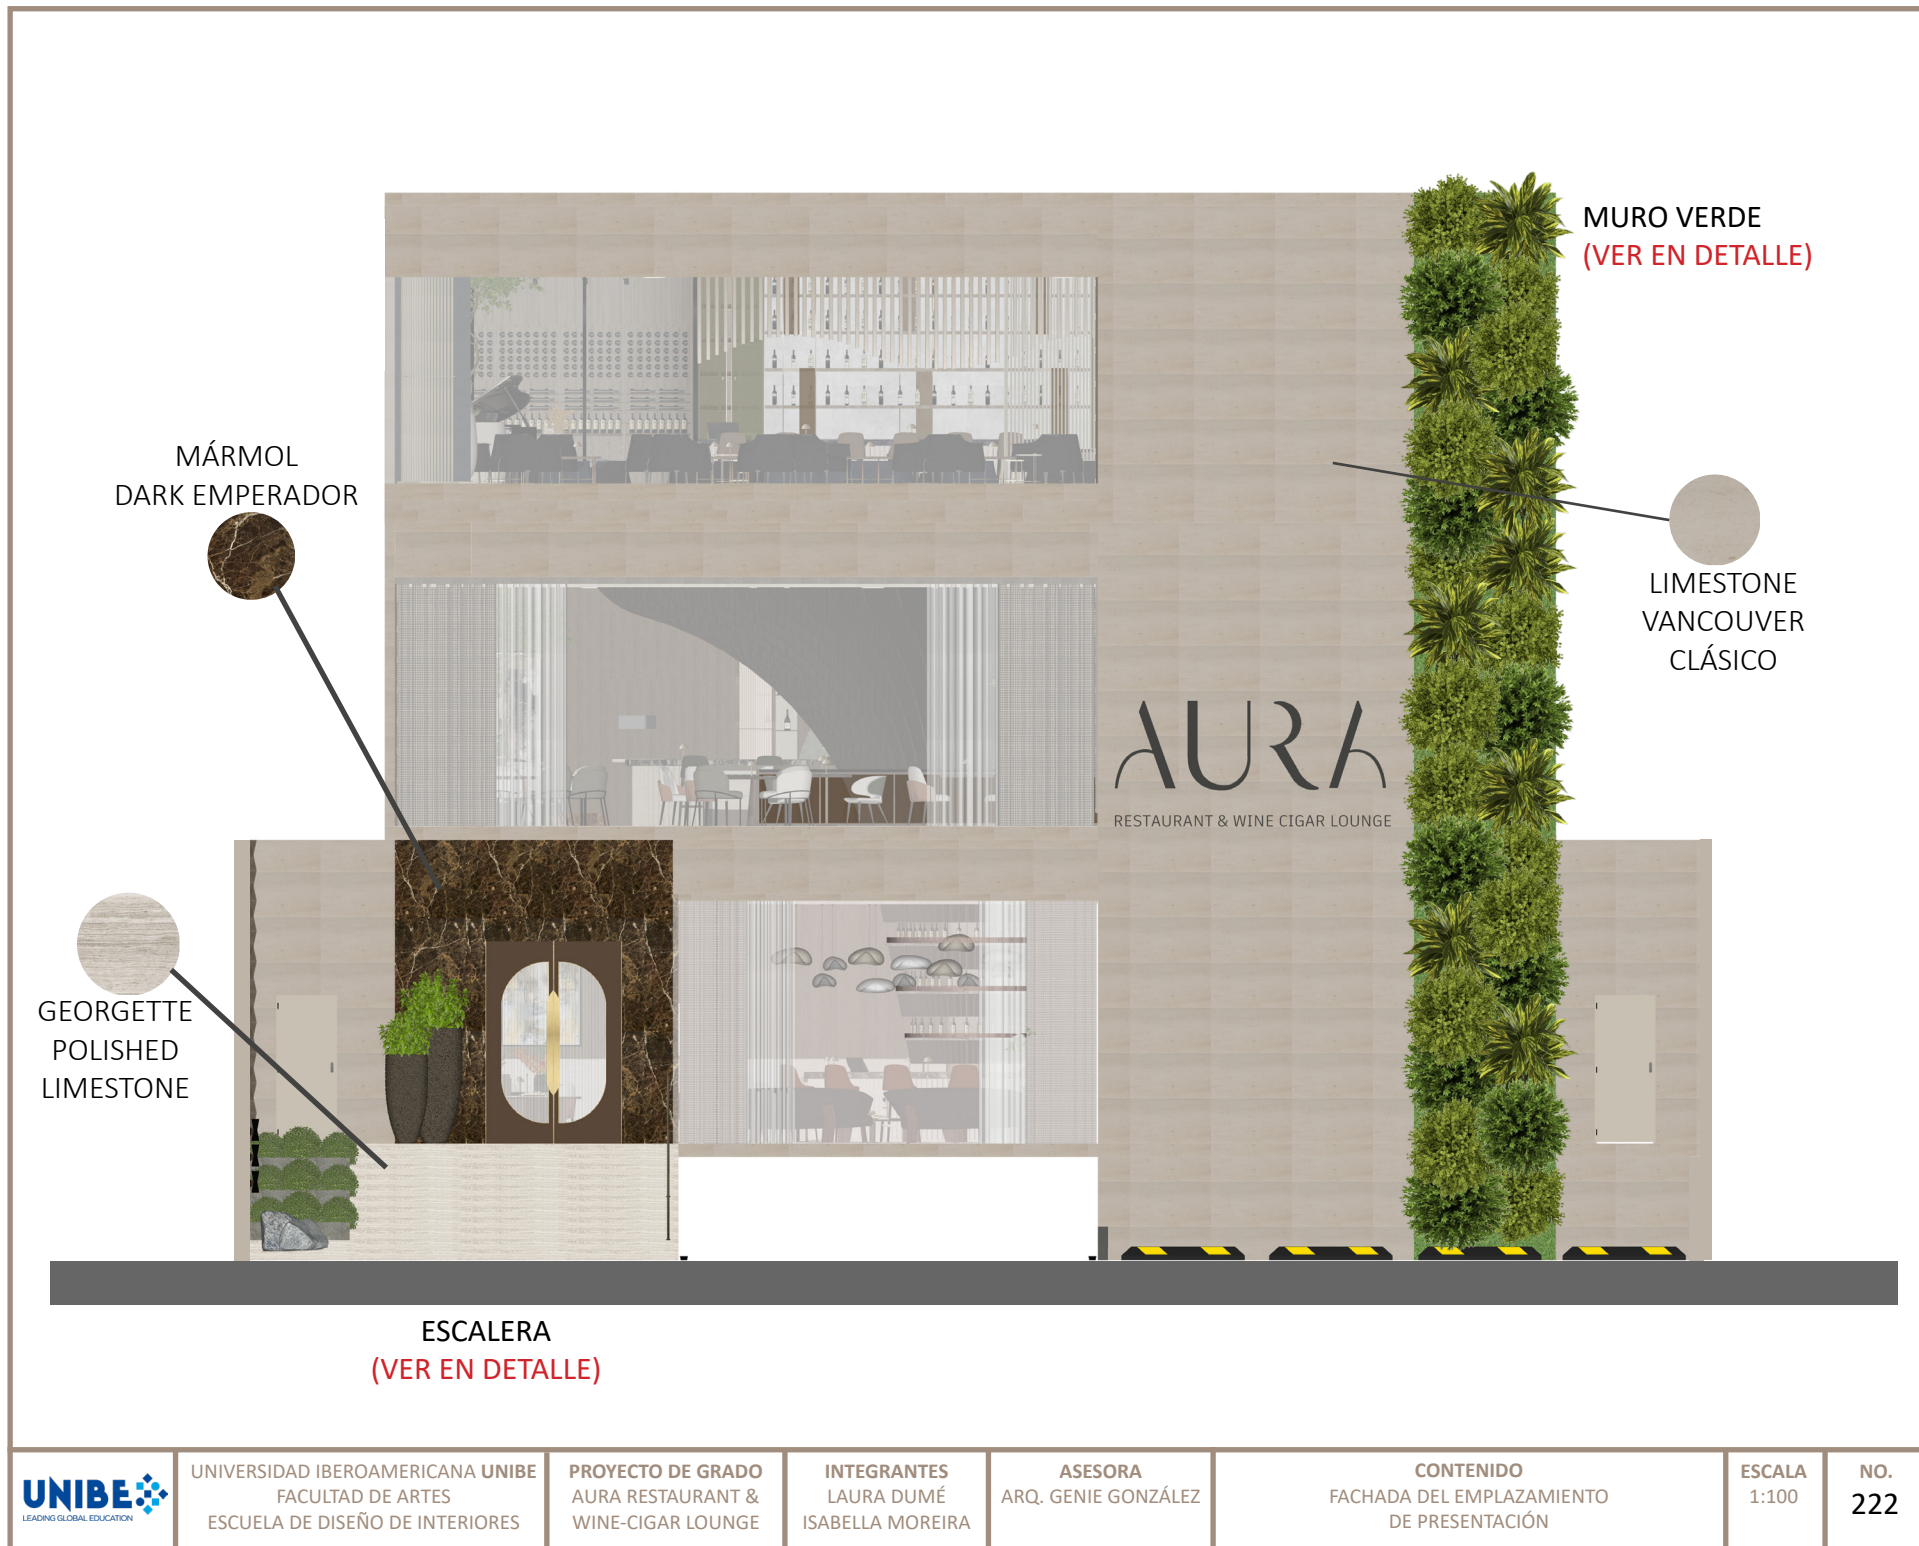 MURO VERDE
(VER EN DETALLE)
MÁRMOL
DARK EMPERADOR
LIMESTONE
VANCOUVER
CLÁSICO
AURA
RESTAURANT & WINE CIGAR LOUNGE
GEORGETTE
POLISHED
LIMESTONE
ESCALERA
(VER EN DETALLE)
UNIBE
LEADING GLOBAL EDUCATION
UNIVERSIDAD IBEROAMERICANA UNIBE
FACULTAD DE ARTES
ESCUELA DE DISEÑO DE INTERIORES
PROYECTO DE GRADO
AURA RESTAURANT &
WINE-CIGAR LOUNGE
INTEGRANTES
LAURA DUMÉ
ISABELLA MOREIRA
ASESORA
ARQ. GENIE GONZÁLEZ
CONTENIDO
FACHADA DEL EMPLAZAMIENTO
DE PRESENTACIÓN
ESCALA
1:100
NO.
222